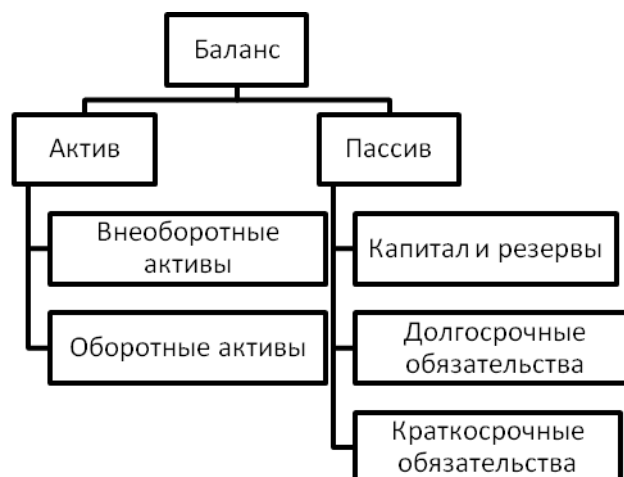 Баланс
Актив
Пассив
Внеоборотные
активы
Капитал и резервы
Оборотные активы
Долгосрочные
обязательства
Краткосрочные
обязательства